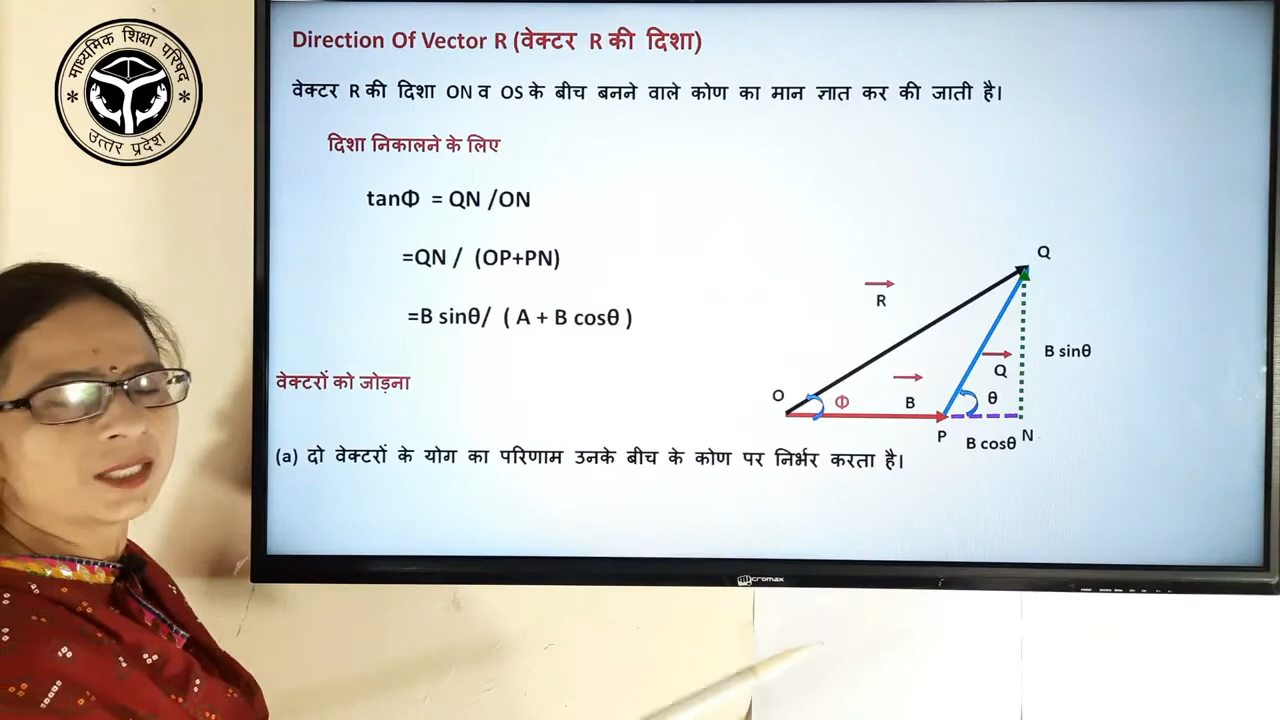 माध्यमिक शिक्षा परिषद
उत्तर प्रदेश
Direction Of Vector R (वेक्टर R की दिशा)
वेक्टर R की दिशा ON व OS के बीच बनने वाले कोण का मान ज्ञात कर की जाती है।
दिशा निकालने के लिए
tanΦ = QN /ON
=QN / (OP+PN)
=B sinθ/ ( A + B cosθ )
Q
R
B sinθ
Q
O
Φ
B
θ
P
B cosθ
N
वेक्टरों को जोड़ना
(a) दो वेक्टरों के योग का परिणाम उनके बीच के कोण पर निर्भर करता है।
micromax